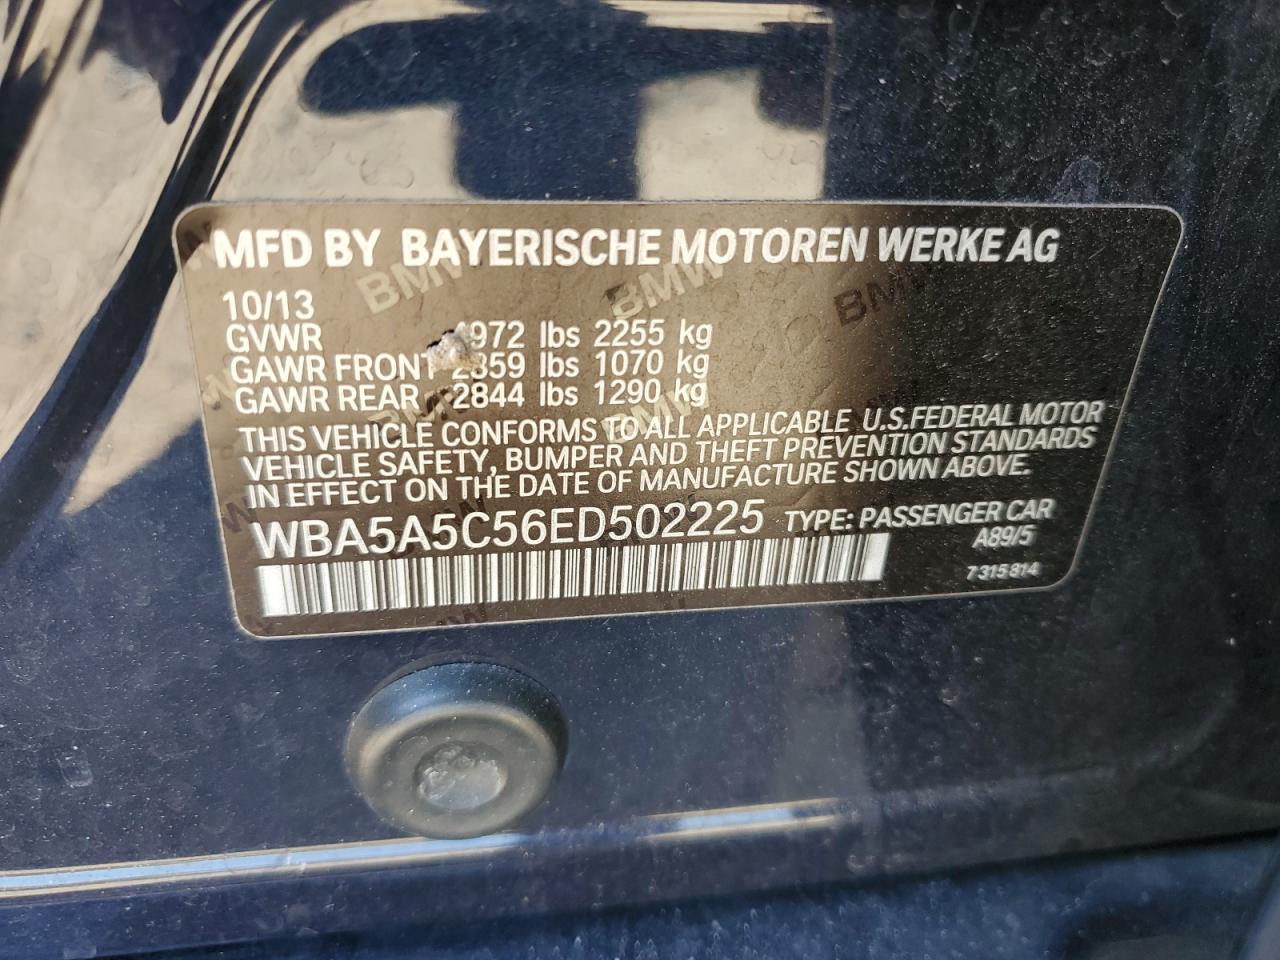 MFD BY BAYERISCHE MOTOREN WERKE AG
10/13
GVWR 4972 lbs 2255 kg
GAWR FRONT 2359 lbs 1070 kg
GAWR REAR 2844 lbs 1290 kg
THIS VEHICLE CONFORMS TO ALL APPLICABLE U.S.FEDERAL MOTOR
VEHICLE SAFETY, BUMPER AND THEFT PREVENTION STANDARDS
IN EFFECT ON THE DATE OF MANUFACTURE SHOWN ABOVE.
WBA5A5C56ED502225 TYPE: PASSENGER CAR
A89/5
7 315 814